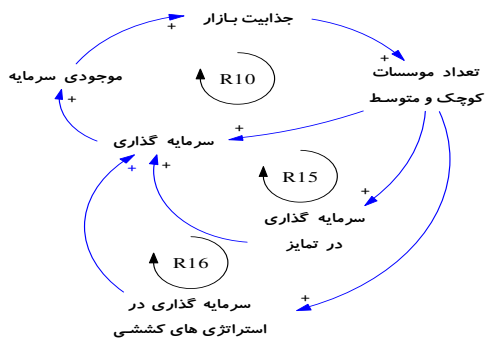 جذابیت بازار
+
+
R10
موجودی سرمایه
+
تعداد موسسات
کوچک و متوسط
+
سرمایه گذاری
+
+
R15
+
سرمایه گذاری
در تمایز
R16
+
سرمایه گذاری در
استراتژی های کششی